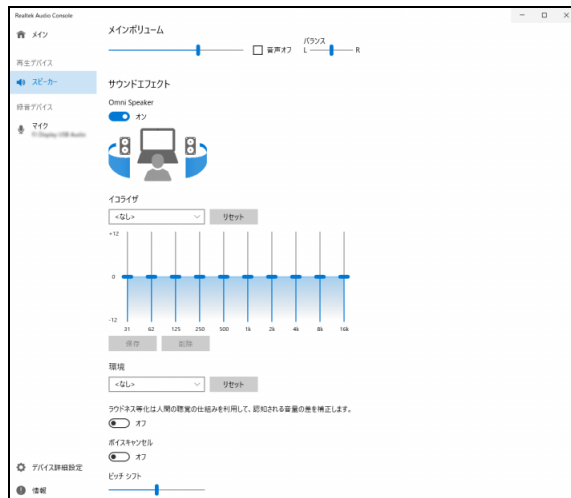 Realtek Audio Console
メイン
再生デバイス
スピーカー
録音デバイス
マイク
デバイス詳細設定
情報
メインボリューム
音声オフ
バランス
L R
サウンドエフェクト
Omni Speaker
オン
イコライザ
<なし>
リセット
+12
0
-12
31 62 125 250 500 1k 2k 4k 8k 16k
保存 削除
環境
<なし>
リセット
ラウドネス等化は人間の聴覚の仕組みを利用して、認知される音量の差を補正します。
オフ
ボイスキャンセル
オフ
ピッチ シフト